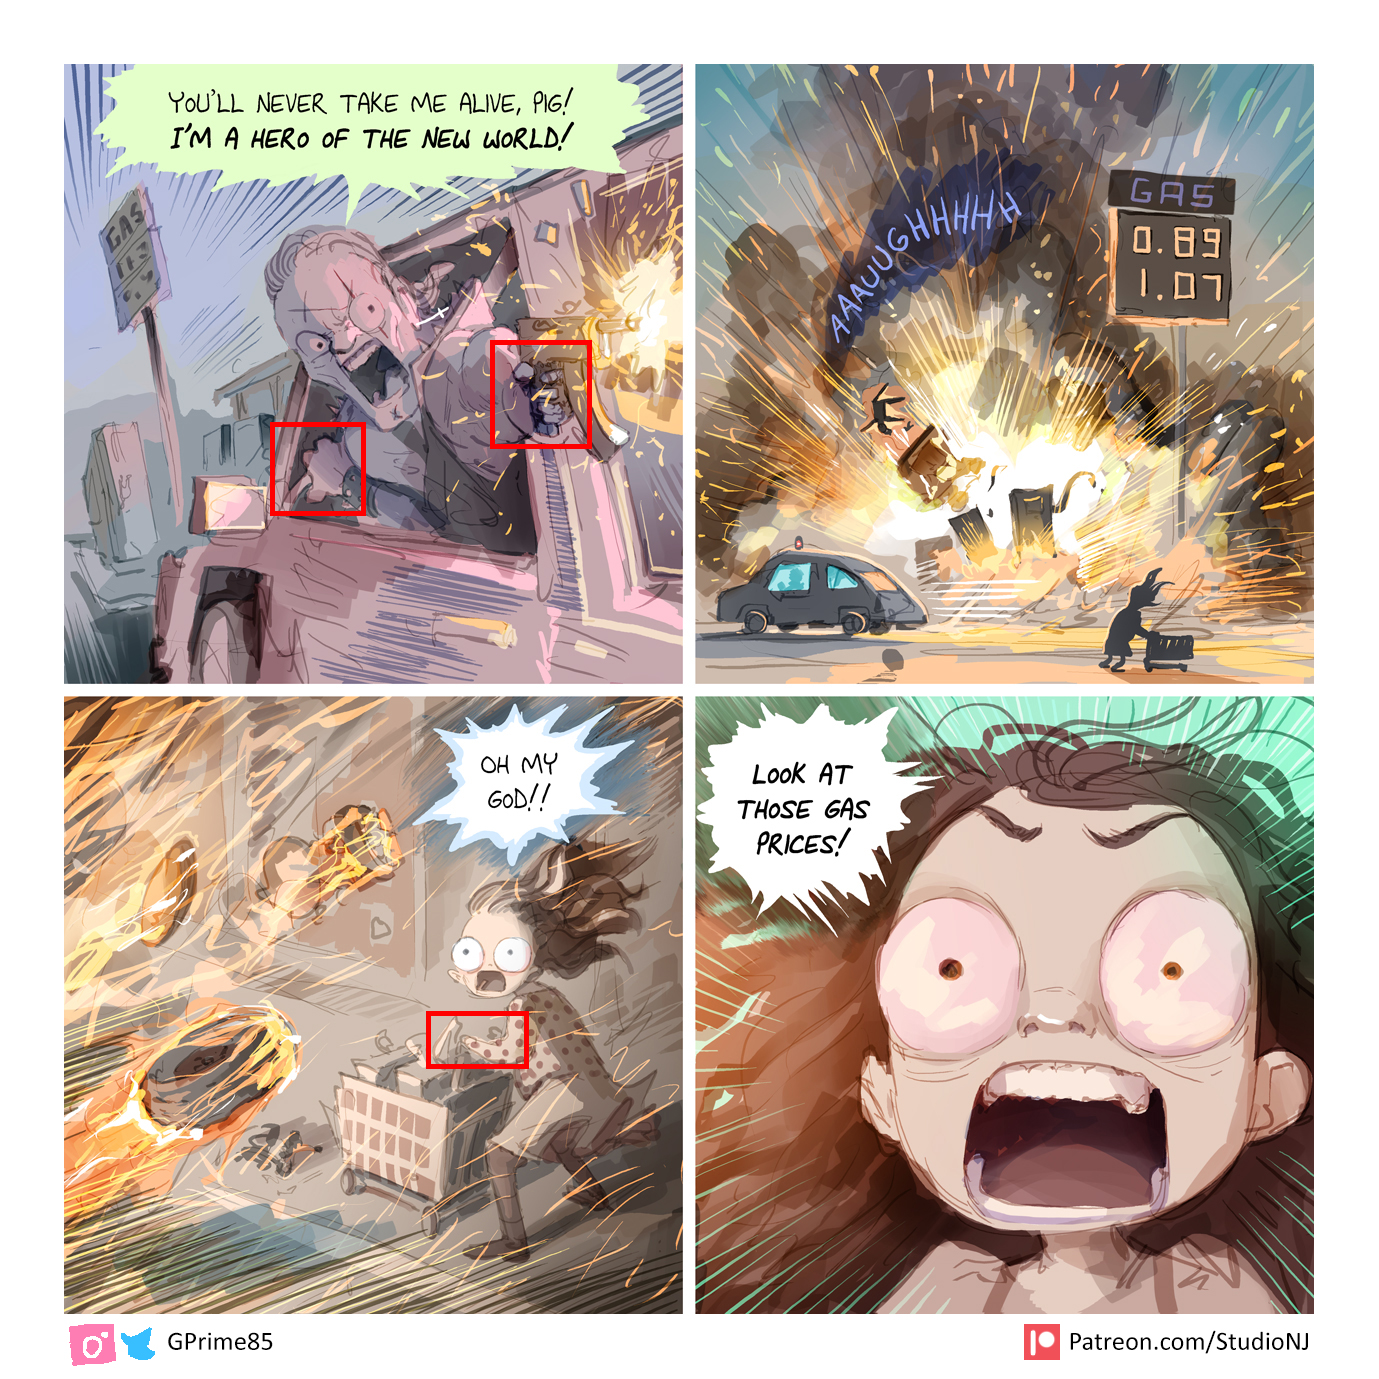 YOU'LL NEVER TAKE ME ALIVE, PIG!
I'M A HERO OF THE NEW WORLD!
GAS
AAAUUGHHHHH
GAS
0.89
1.07
OH MY
GOD!!
LOOK AT
THOSE GAS
PRICES!
GPrime85
Patreon.com/StudioNJ